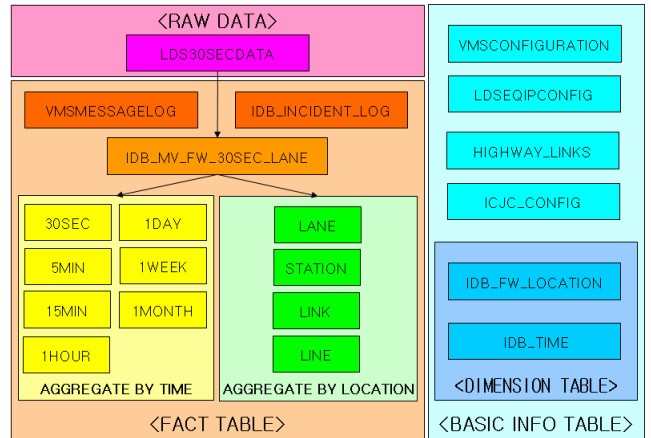 <RAW DATA>
LDS30SECDATA
VMSMESSAGELOG
IDB_INCIDENT_LOG
IDB_MV_FW_30SEC_LANE
30SEC
1DAY
5MIN
1WEEK
15MIN
1MONTH
1HOUR
AGGREGATE BY TIME
LANE
STATION
LINK
LINE
AGGREGATE BY LOCATION
<FACT TABLE>
VMSCONFIGURATION
LDSEQIPCONFIG
HIGHWAY_LINKS
ICJC_CONFIG
IDB_FW_LOCATION
IDB_TIME
<DIMENSION TABLE>
<BASIC INFO TABLE>